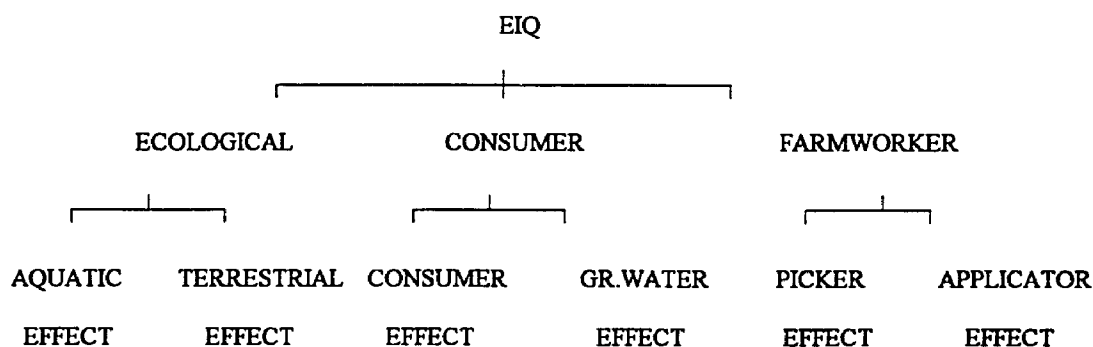 EIQ
ECOLOGICAL CONSUMER FARMWORKER
AQUATIC TERRESTRIAL CONSUMER GR.WATER PICKER APPLICATOR
EFFECT EFFECT EFFECT EFFECT EFFECT EFFECT